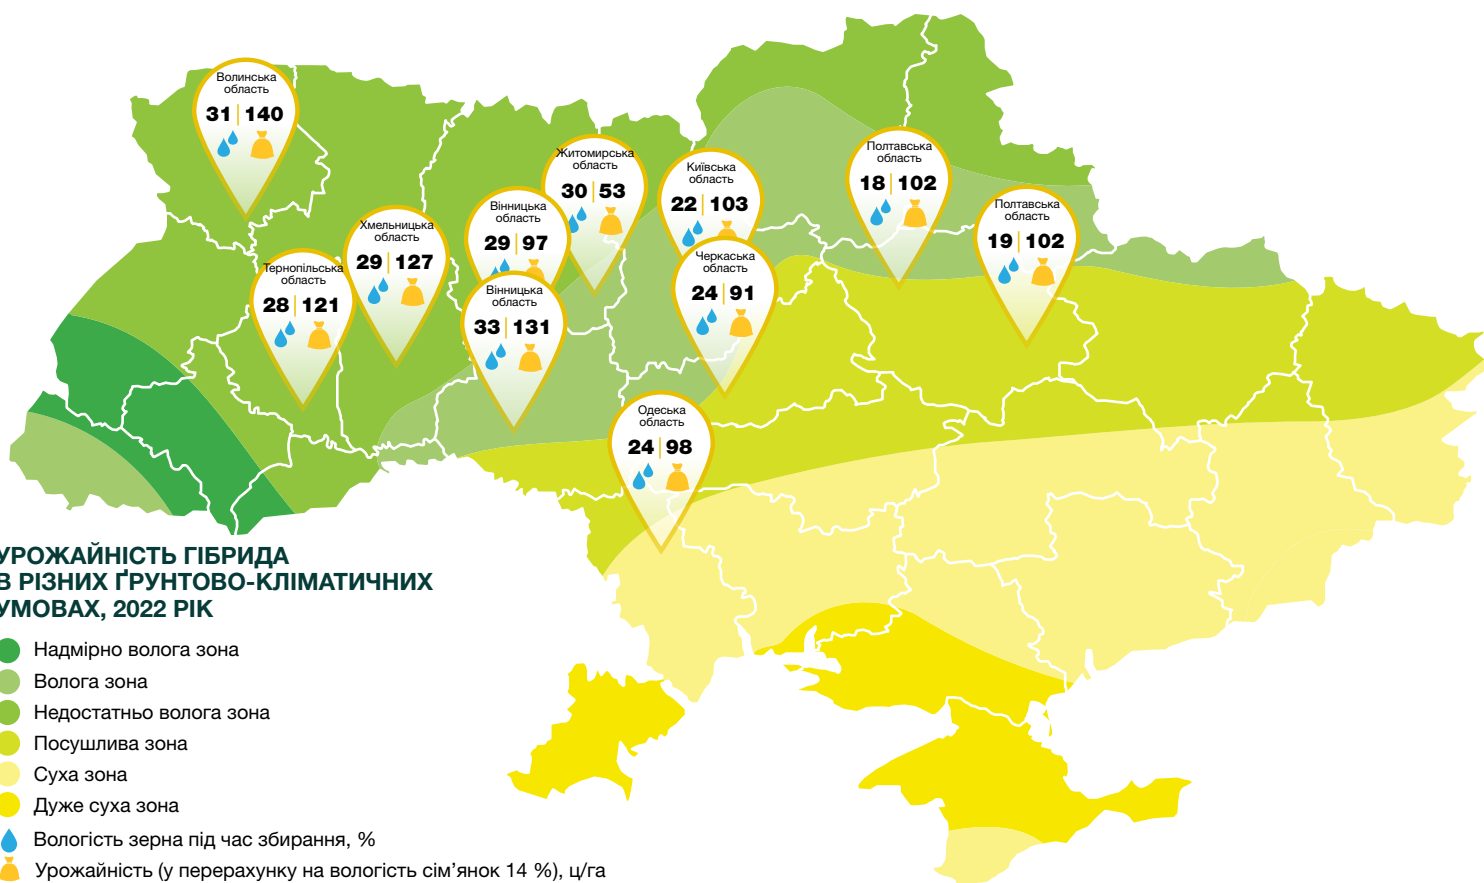 Волинська
область
31 140
Житомирська
область
30 53
Київська
область
22 103
Полтавська
область
18 102
Вінницька
область
29 97
Полтавська
область
19 102
Хмельницька
область
29 127
Тернопільська
область
28 121
Черкаська
область
24 91
Вінницька
область
33 131
Одеська
область
24 98
УРОЖАЙНІСТЬ ГІБРИДА
В РІЗНИХ ҐРУНТОВО-КЛІМАТИЧНИХ
УМОВАХ, 2022 РІК
Надмірно волога зона
Волога зона
Недостатньо волога зона
Посушлива зона
Суха зона
Дуже суха зона
Вологість зерна під час збирання, %
Урожайність (у перерахунку на вологість сім’янок 14 %), ц/га